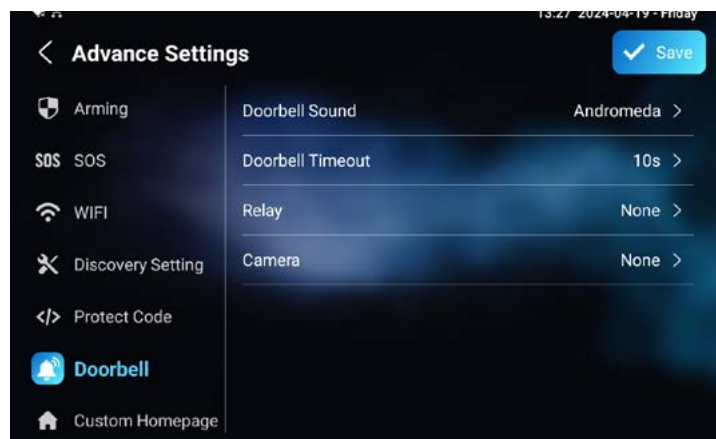 13:27 2024-04-19 - Friday
Advance Settings
Save
Arming
SOS SOS
WIFI
Discovery Setting
</> Protect Code
Doorbell
Custom Homepage
Doorbell Sound Andromeda >
Doorbell Timeout 10s >
Relay None >
Camera None >